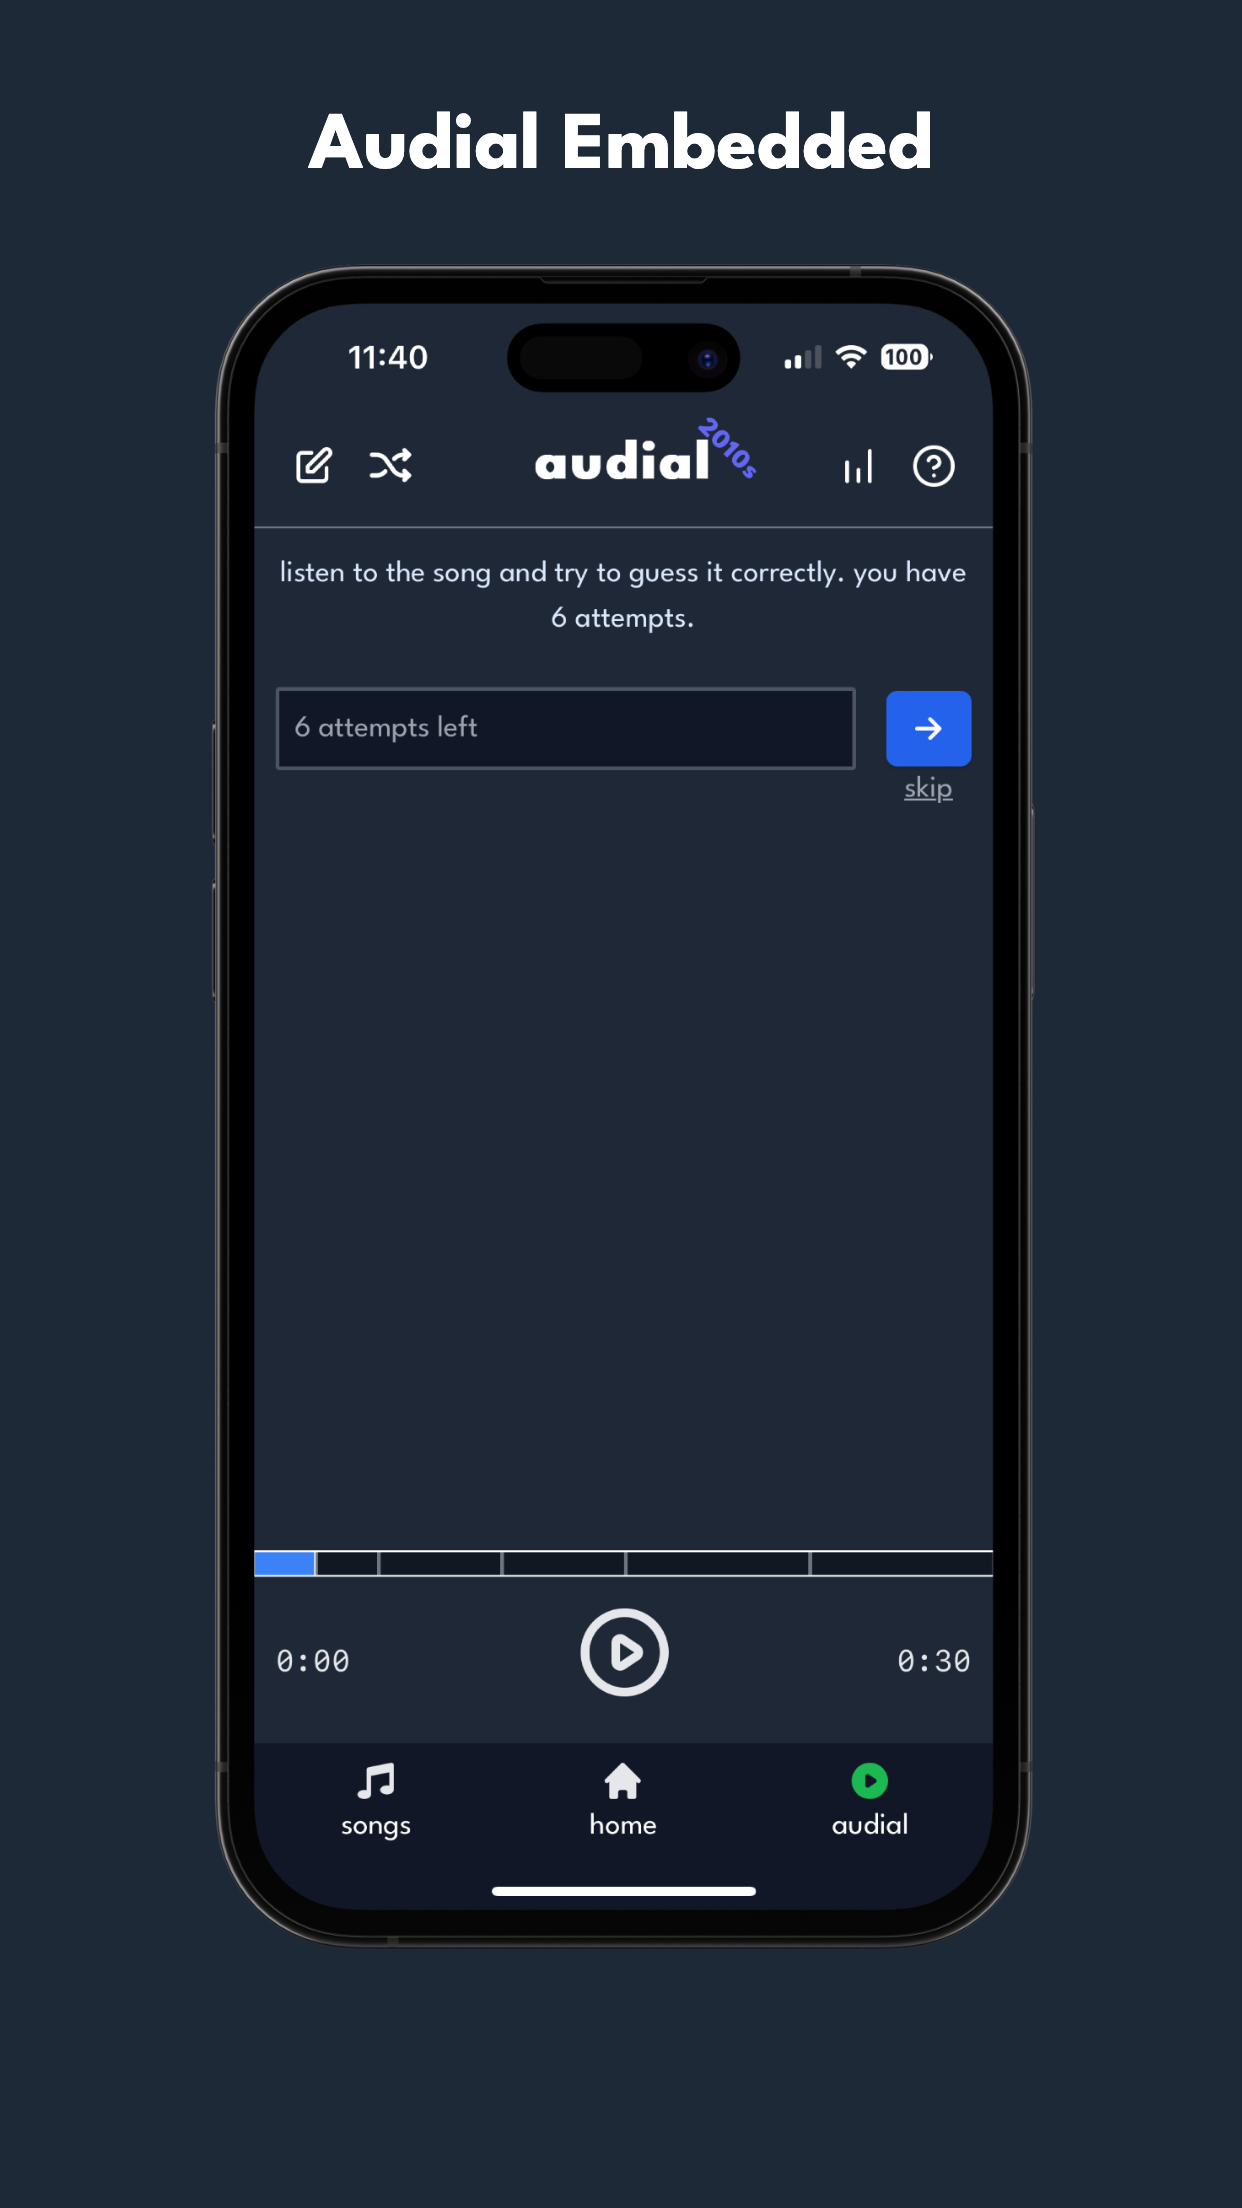 Audial Embedded
11:40
100
audial 2010s
listen to the song and try to guess it correctly. you have
6 attempts.
6 attempts left
skip
0:00
0:30
songs
home
audial